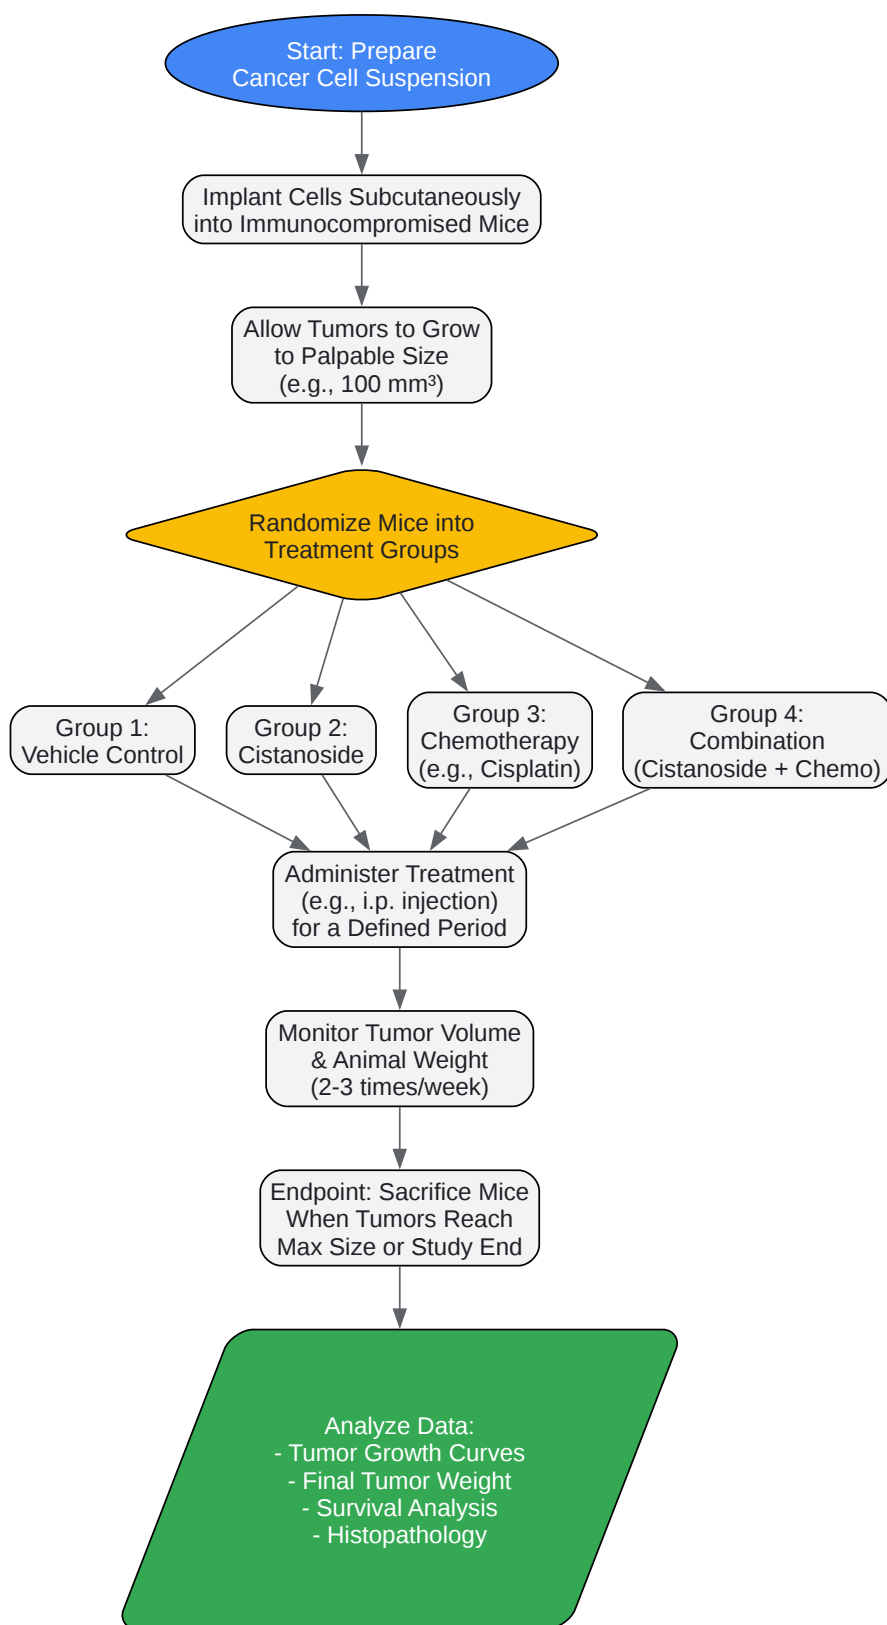 Start: Prepare
Cancer Cell Suspension
Implant Cells Subcutaneously
into Immunocompromised Mice
Allow Tumors to Grow
to Palpable Size
(e.g., 100 mm³)
Randomize Mice into
Treatment Groups
Group 1:
Vehicle Control
Group 2:
Cistanoside
Group 3:
Chemotherapy
(e.g., Cisplatin)
Group 4:
Combination
(Cistanoside + Chemo)
Administer Treatment
(e.g., i.p. injection)
for a Defined Period
Monitor Tumor Volume
& Animal Weight
(2-3 times/week)
Endpoint: Sacrifice Mice
When Tumors Reach
Max Size or Study End
Analyze Data:
- Tumor Growth Curves
- Final Tumor Weight
- Survival Analysis
- Histopathology